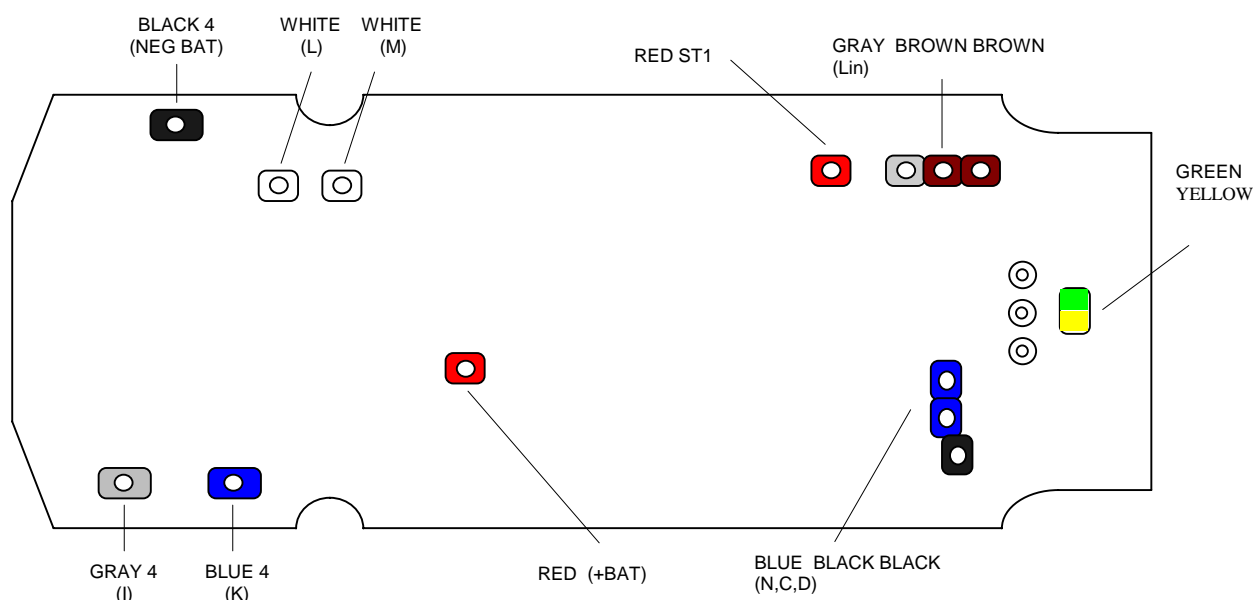 BLACK 4
(NEG BAT)
WHITE
(L)
WHITE
(M)
RED ST1
GRAY BROWN BROWN
(Lin)
GREEN
YELLOW
GRAY 4
(I)
BLUE 4
(K)
RED (+BAT)
BLUE BLACK BLACK
(N,C,D)